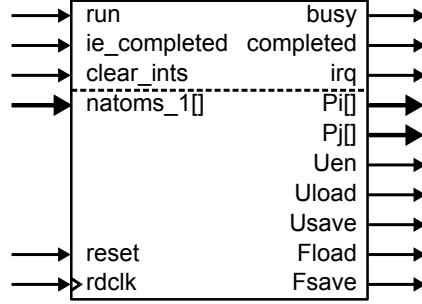 run busy
ie_completed completed
clear_ints irq
natoms_1[] Pi[]
Pj[]
Uen
Uload
Usave
reset Fload
rdclk Fsave